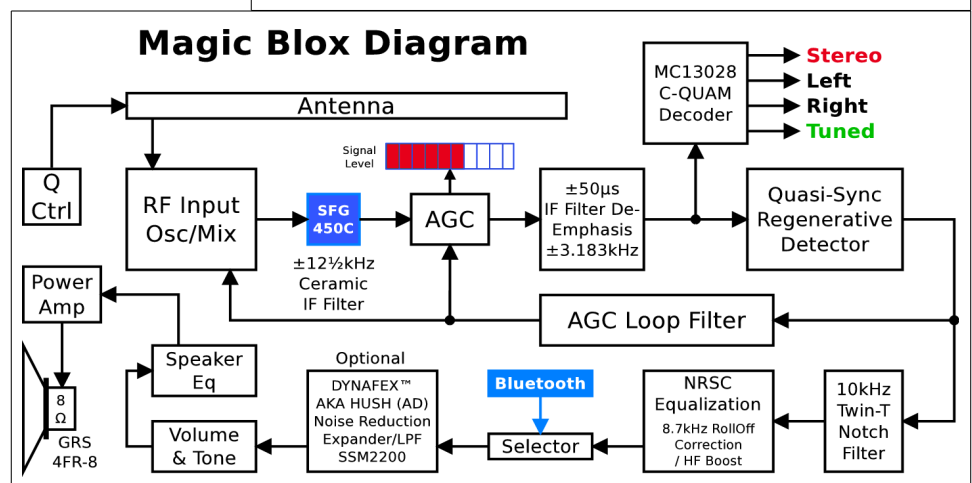 Magic Blox Diagram
MC13028
C-QUAM
Decoder
Stereo
Left
Right
Tuned
Antenna
Signal
Level
Q
Ctrl
RF Input
Osc/Mix
SFG
450C
±12½kHz
Ceramic
IF Filter
AGC
±50µs
IF Filter De-
Emphasis
±3.183kHz
Quasi-Sync
Regenerative
Detector
Power
Amp
AGC Loop Filter
Speaker
Eq
Optional
DYNAFEX™
AKA HUSH (AD)
Noise Reduction
Expander/LPF
SSM2200
Bluetooth
Selector
NRSC
Equalization
8.7kHz RollOff
Correction
/ HF Boost
10kHz
Twin-T
Notch
Filter
8
Ω
GRS
4FR-8
Volume
& Tone